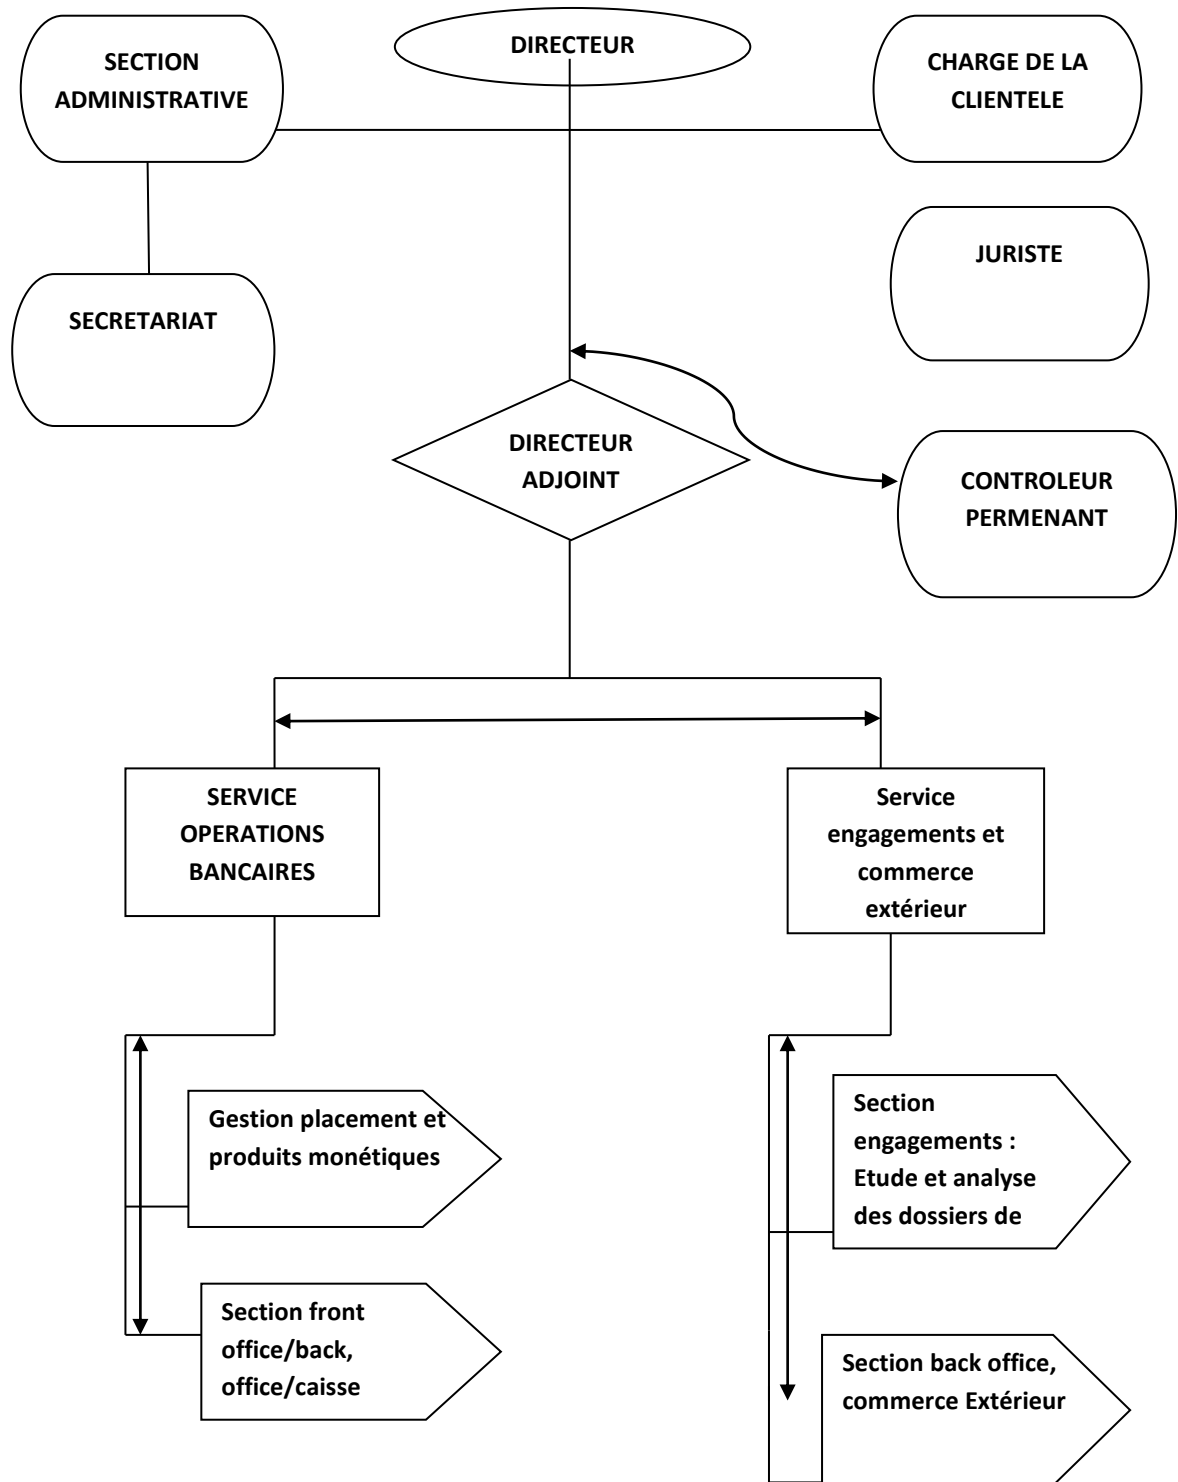 DIRECTEUR
SECTION
ADMINISTRATIVE
CHARGE DE LA
CLIENTELE
JURISTE
SECRETARIAT
DIRECTEUR
ADJOINT
CONTROLEUR
PERMENANT
SERVICE
OPERATIONS
BANCAIRES
Service
engagements et
commerce
extérieur
Gestion placement et
produits monétiques
Section front
office/back,
office/caisse
Section
engagements :
Etude et analyse
des dossiers de
Section back office,
commerce Extérieur